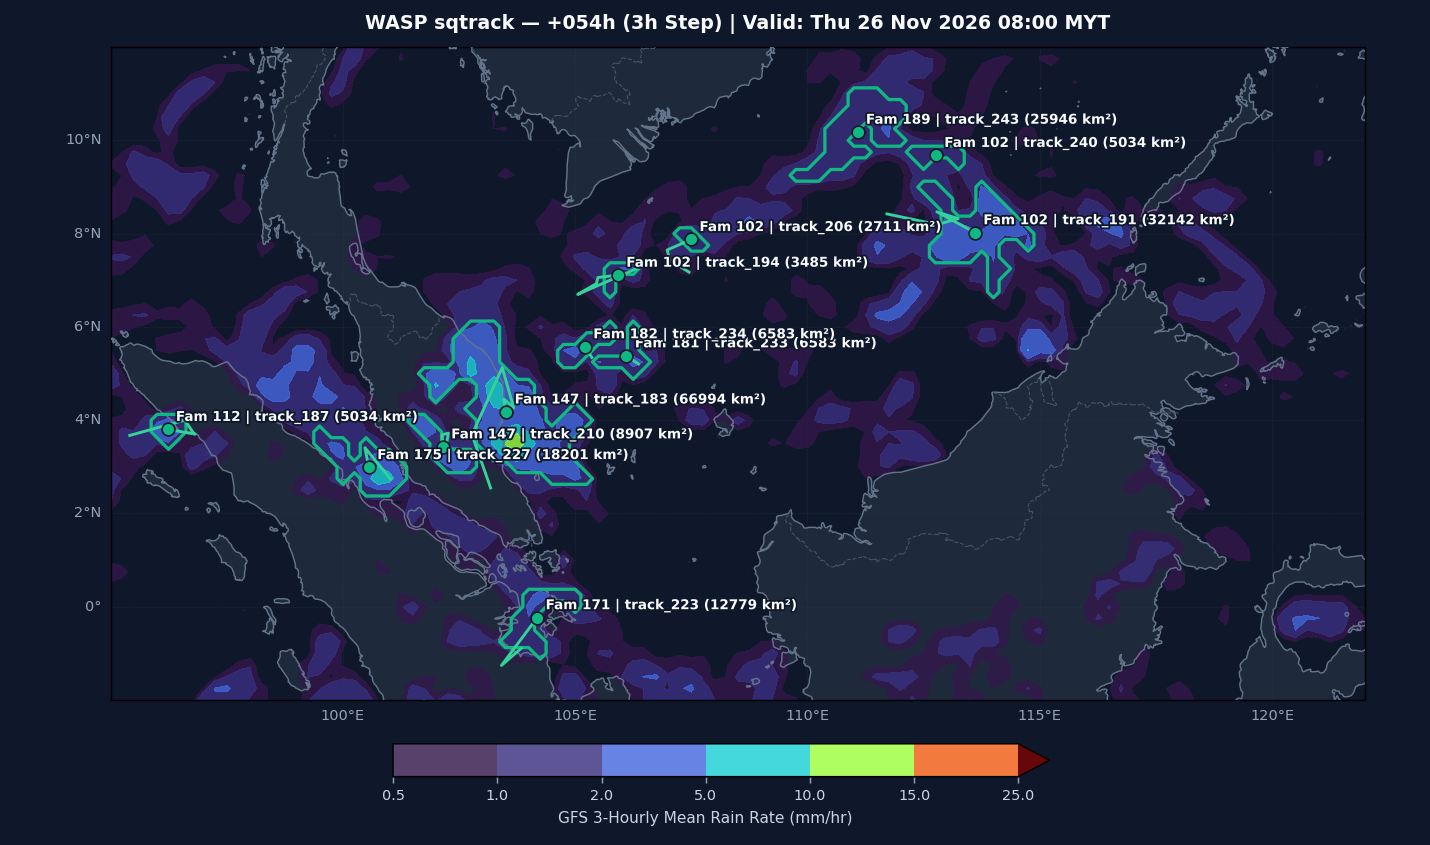 WASP sqtrack — +054h (3h Step) | Valid: Thu 26 Nov 2026 08:00 MYT
10°N
8°N
6°N
4°N
2°N
0°
Fam 189 | track_243 (25946 km²)
Fam 102 | track_240 (5034 km²)
Fam 102 | track_191 (32142 km²)
Fam 102 | track_206 (2711 km²)
Fam 102 | track_194 (3485 km²)
Fam 182 | track_234 (6583 km²)
Fam 181 | track_233 (6583 km²)
Fam 147 | track_183 (66994 km²)
Fam 112 | track_187 (5034 km²)
Fam 147 | track_210 (8907 km²)
Fam 175 | track_227 (18201 km²)
Fam 171 | track_223 (12779 km²)
100°E
105°E
110°E
115°E
120°E
0.5
1.0
2.0
5.0
10.0
15.0
25.0
GFS 3-Hourly Mean Rain Rate (mm/hr)